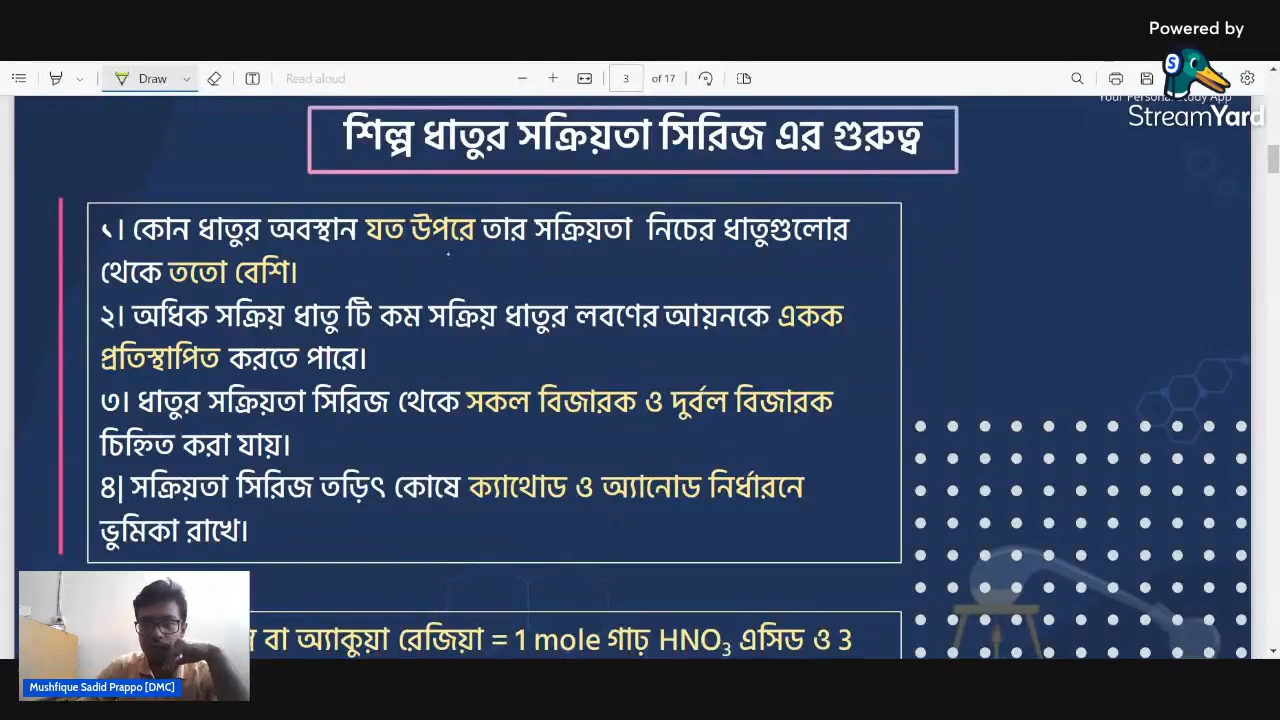 Powered by
Draw
Read aloud
3
of 17
StreamYard
শিল্প ধাতুর সক্রিয়তা সিরিজ এর গুরুত্ব
১। কোন ধাতুর অবস্থান যত উপরে তার সক্রিয়তা নিচের ধাতুগুলোর
থেকে ততো বেশি।
২। অধিক সক্রিয় ধাতু টি কম সক্রিয় ধাতুর লবণের আয়নকে একক
প্রতিস্থাপিত করতে পারে।
৩। ধাতুর সক্রিয়তা সিরিজ থেকে সকল বিজারক ও দুর্বল বিজারক
চিহ্নিত করা যায়।
৪| সক্রিয়তা সিরিজ তড়িৎ কোষে ক্যাথোড ও অ্যানোড নির্ধারনে
ভুমিকা রাখে।
বা অ্যাকুয়া রেজিয়া = 1 mole গাঢ় HNO₃ এসিড ও 3
Mushfique Sadid Prappo [DMC]